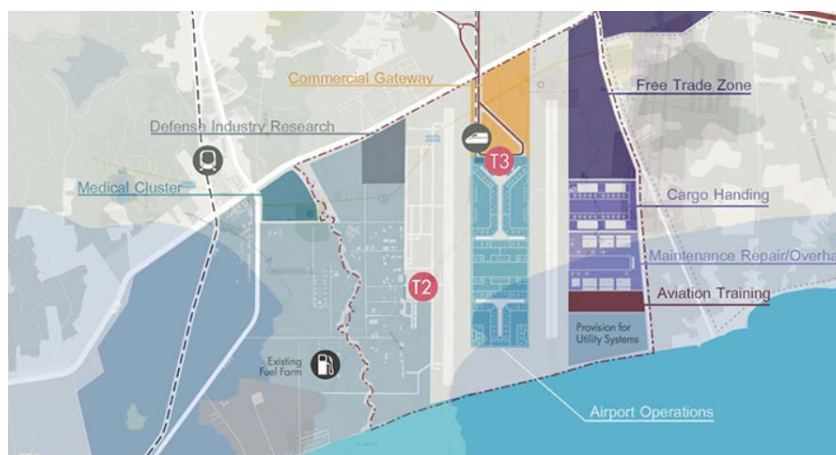 Commercial Gateway
Free Trade Zone
Defense Industry Research
T3
Medical Cluster
Cargo Handing
Maintenance Repair/Overha
T2
Aviation Training
Provision for
Utility Systems
Existing
Fuel Farm
Airport Operations